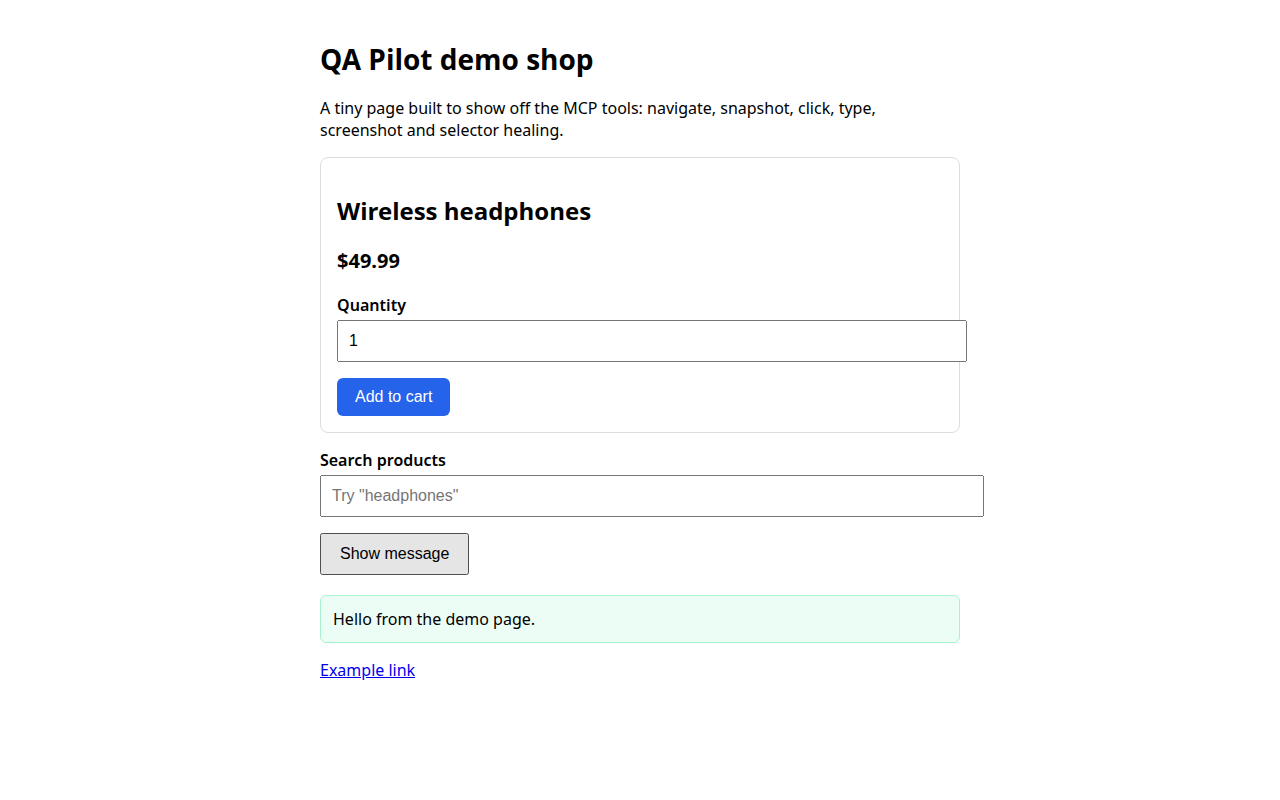 QA Pilot demo shop
A tiny page built to show off the MCP tools: navigate, snapshot, click, type,
screenshot and selector healing.
Wireless headphones
$49.99
Quantity
1
Add to cart
Search products
Try "headphones"
Show message
Hello from the demo page.
Example link